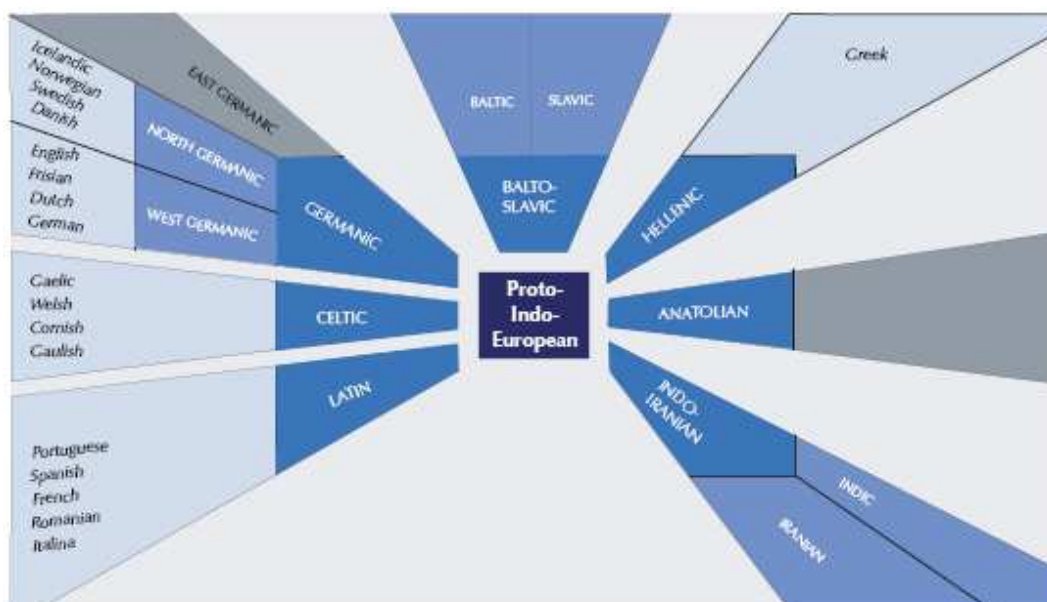 Icelandic
Norwegian
Swedish
Danish
English
Frisian
Dutch
German
EAST GERMANIC
NORTH GERMANIC
WEST GERMANIC
GERMANIC
Gaelic
Welsh
Cornish
Gaulish
CELTIC
Portuguese
Spanish
French
Romanian
Italina
LATIN
BALTIC
SLAVIC
BALTO-
SLAVIC
Proto-
Indo-
European
Greek
HELLENIC
ANATOLIAN
INDO-
IRANIAN
INDIC
IRANIAN